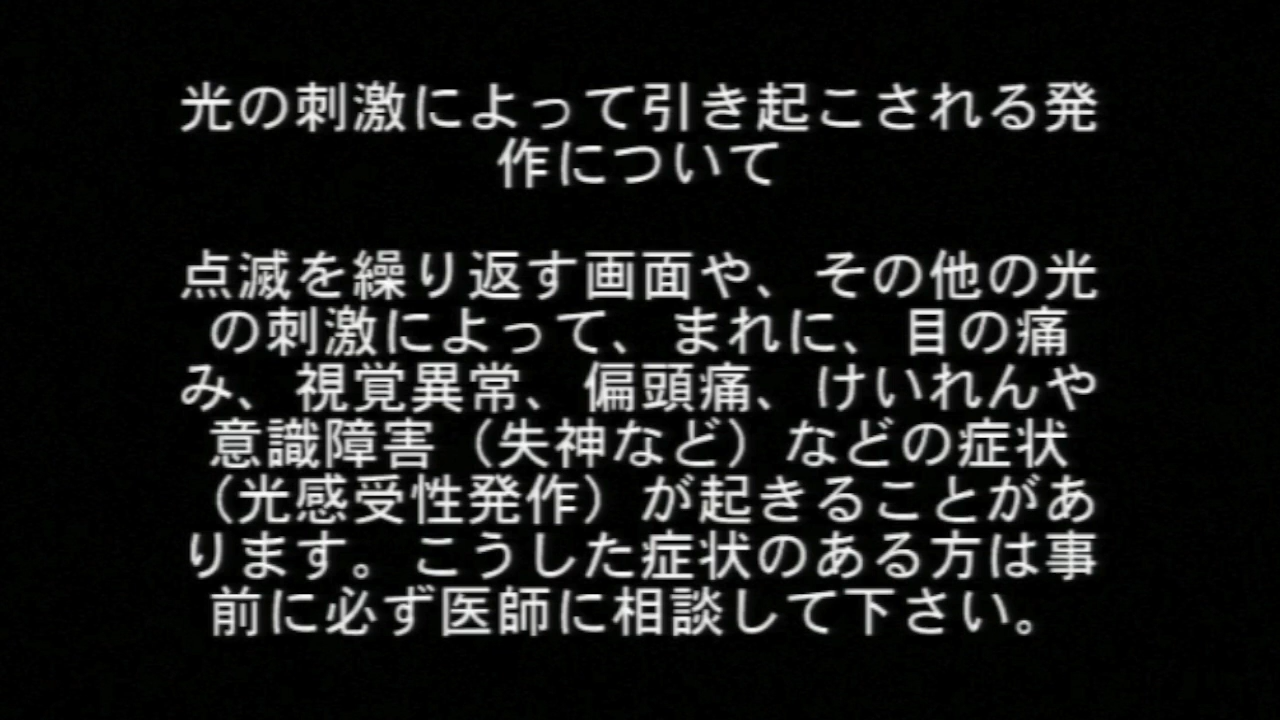 光の刺激によって引き起こされる発
作について
点滅を繰り返す画面や、その他の光
の刺激によって、まれに、目の痛
み、視覚異常、偏頭痛、けいれんや
意識障害（失神など）などの症状
（光感受性発作）が起きることがあ
ります。こうした症状のある方は事
前に必ず医師に相談して下さい。